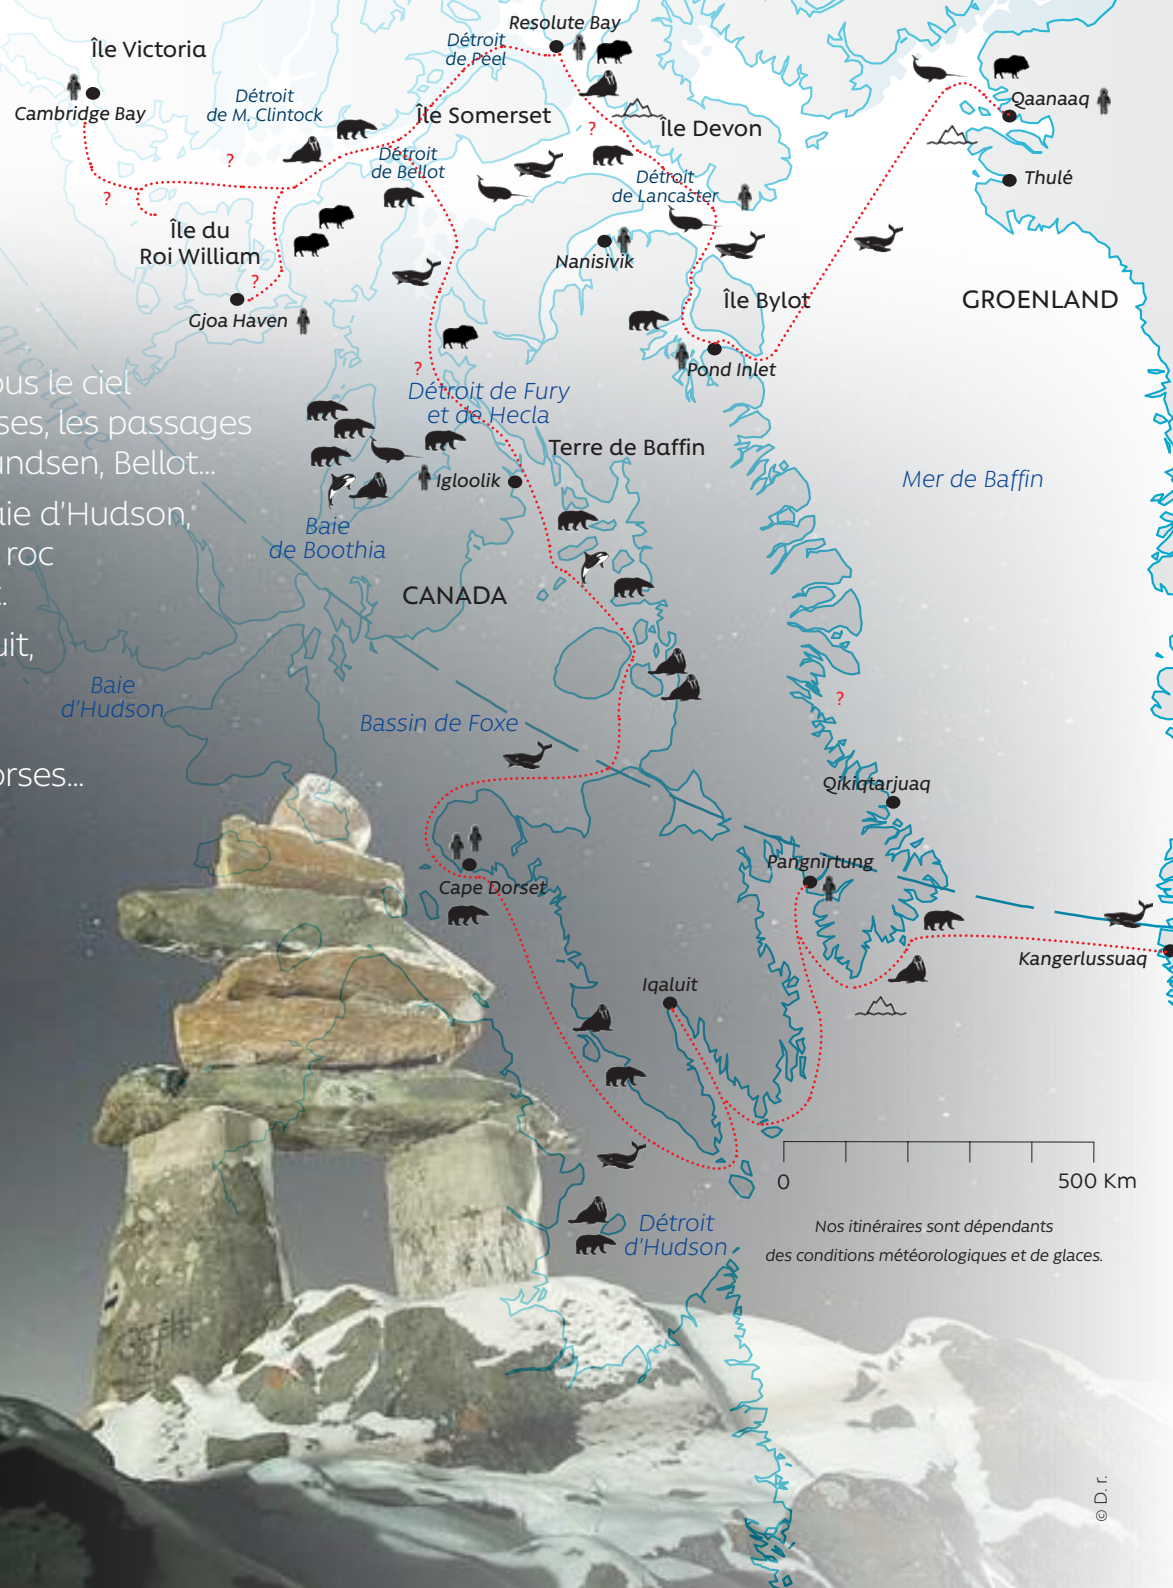 Resolute Bay
Île Victoria
Détroit
de Peel
Cambridge Bay
Détroit
de M. Clintock
Île Somerset
Île Devon
Qaanaaq
?
?
Détroit
de Bellot
Détroit
de Lancaster
Thulé
?
Île du
Roi William
Nanisivik
?
Île Bylot
GROENLAND
Gjoa Haven
Pond Inlet
?
ous le ciel
ses, les passages
undsen, Bellot...
aie d'Hudson,
roc
uit,
orses...
Détroit de Fury
et de Hecla
Terre de Baffin
Igloolik
Mer de Baffin
Baie
de Boothia
CANADA
Baie
d'Hudson
?
Bassin de Foxe
Qikiqtarjuaq
Pangnirtung
Cape Dorset
Kangerlussuaq
Iqaluit
0
500 Km
Détroit
d'Hudson
Nos itinéraires sont dépendants
des conditions météorologiques et de glaces.
© D. r.